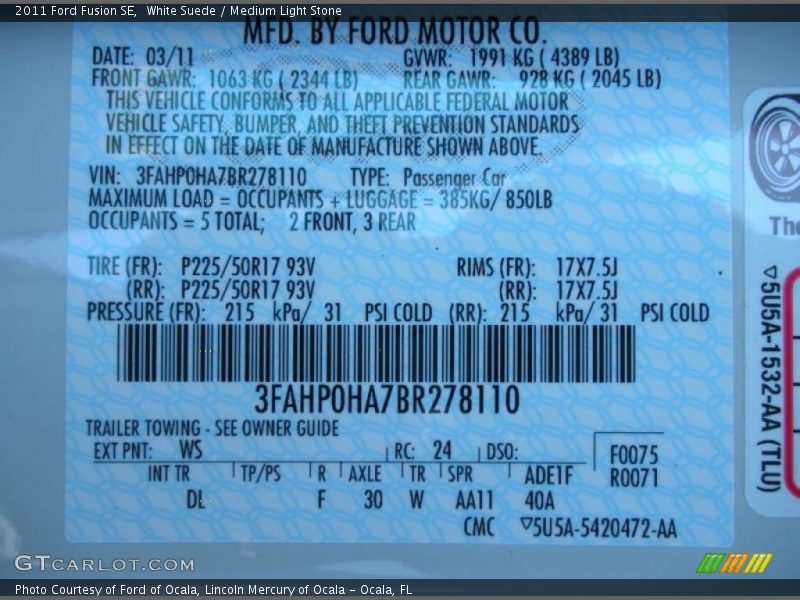 2011 Ford Fusion SE,  White Suede / Medium Light Stone
MFD. BY FORD MOTOR CO.
DATE: 03/11 GVWR: 1991 KG ( 4389 LB)
FRONT GAWR: 1063 KG ( 2344 LB) REAR GAWR: 928 KG ( 2045 LB)
THIS VEHICLE CONFORMS TO ALL APPLICABLE FEDERAL MOTOR
VEHICLE SAFETY, BUMPER, AND THEFT PREVENTION STANDARDS
IN EFFECT ON THE DATE OF MANUFACTURE SHOWN ABOVE.
VIN: 3FAHP0HA7BR278110 TYPE: Passenger Car
MAXIMUM LOAD = OCCUPANTS + LUGGAGE = 385KG/ 850LB
OCCUPANTS = 5 TOTAL; 2 FRONT, 3 REAR
TIRE (FR): P225/50R17 93V RIMS (FR): 17X7.5J
(RR): P225/50R17 93V (RR): 17X7.5J
PRESSURE (FR): 215 kPa/ 31 PSI COLD (RR): 215 kPa/ 31 PSI COLD
3FAHP0HA7BR278110
TRAILER TOWING - SEE OWNER GUIDE
EXT PNT: WS RC: 24 DSO: F0075
INT TR TP/PS R AXLE TR SPR ADE1F R0071
DL F 30 W AA11 40A
CMC ▽5U5A-5420472-AA
The
▽5U5A-1532-AA (TLU)
GTCARLOT.COM
Photo Courtesy of Ford of Ocala, Lincoln Mercury of Ocala – Ocala, FL